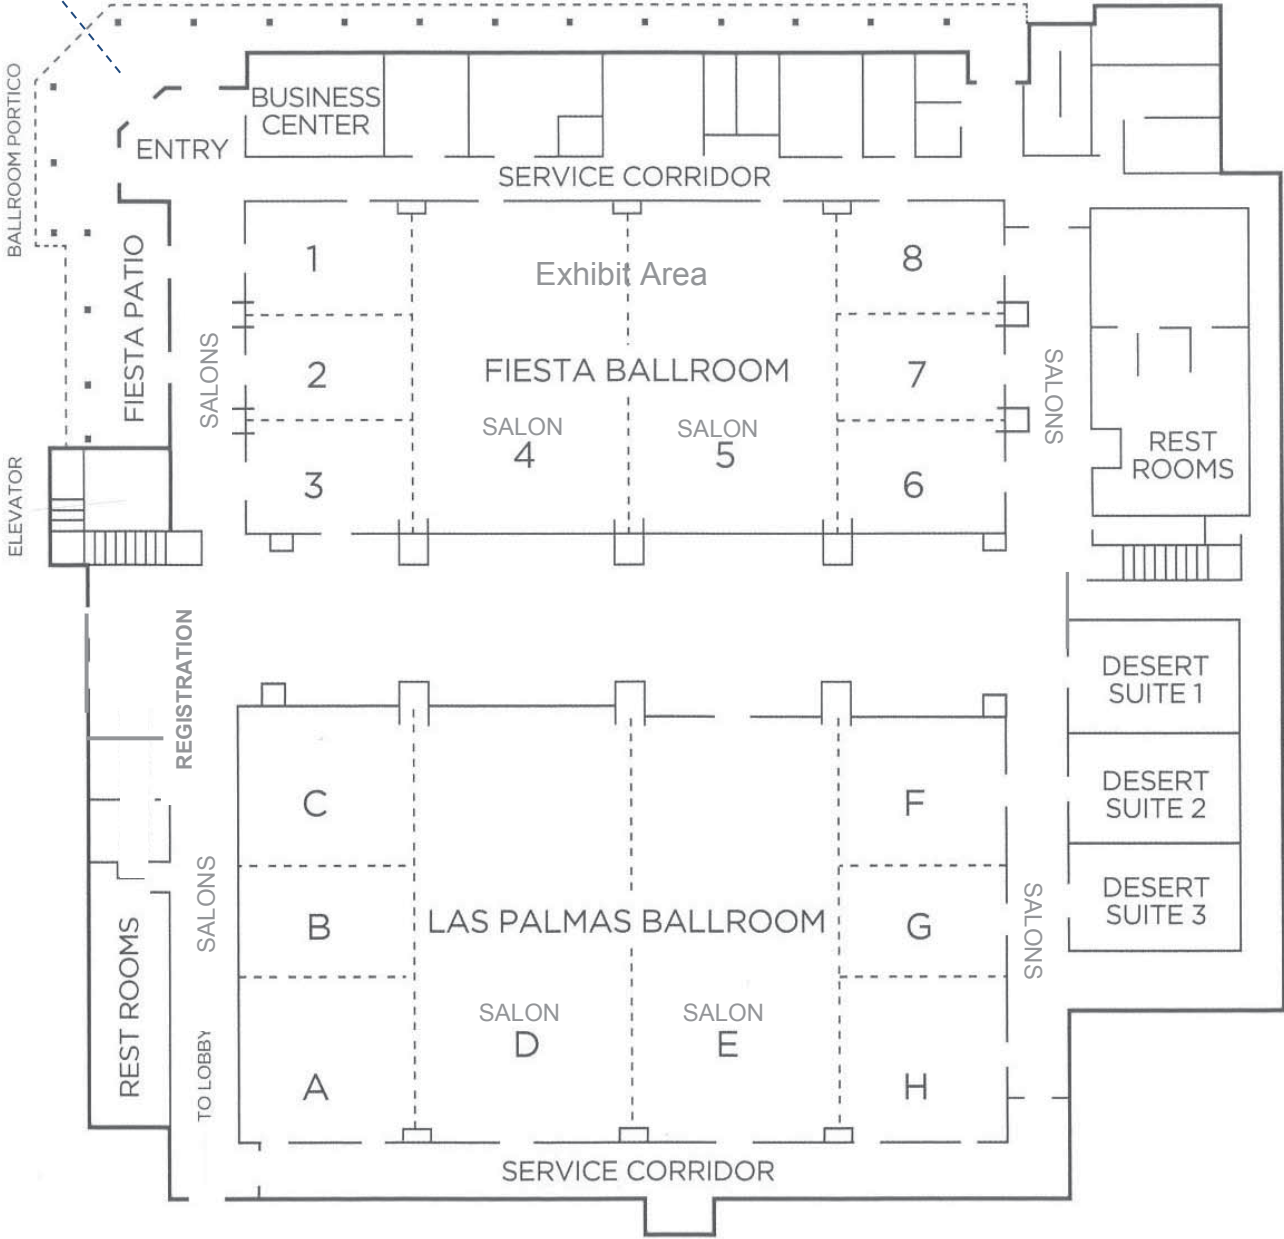 BALLROOM PORTICO
BUSINESS
CENTER
ENTRY
SERVICE CORRIDOR
FIESTA PATIO
SALONS
1
2
3
Exhibit Area
FIESTA BALLROOM
SALON
4
SALON
5
8
7
6
SALONS
REST
ROOMS
ELEVATOR
REGISTRATION
DESERT
SUITE 1
DESERT
SUITE 2
DESERT
SUITE 3
C
B
A
LAS PALMAS BALLROOM
SALON
D
SALON
E
F
G
H
SALONS
SALONS
REST ROOMS
TO LOBBY
SERVICE CORRIDOR